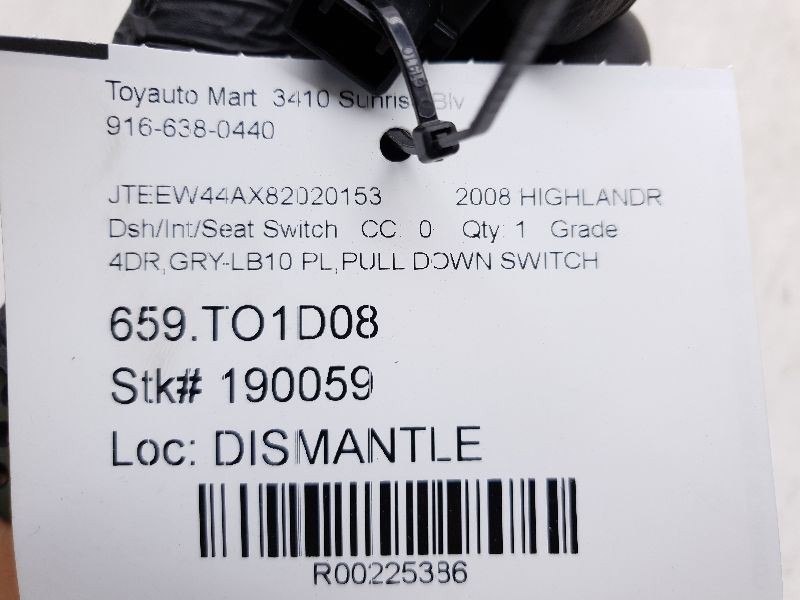 Toyauto Mart 3410 Sunris Blv
916-638-0440
JTEEW44AX82020153 2008 HIGHLANDR
Dsh/Int/Seat Switch CC: 0 Qty: 1 Grade
4DR,GRY-LB10 PL,PULL DOWN SWITCH
659.TO1D08
Stk# 190059
Loc: DISMANTLE
R00225386